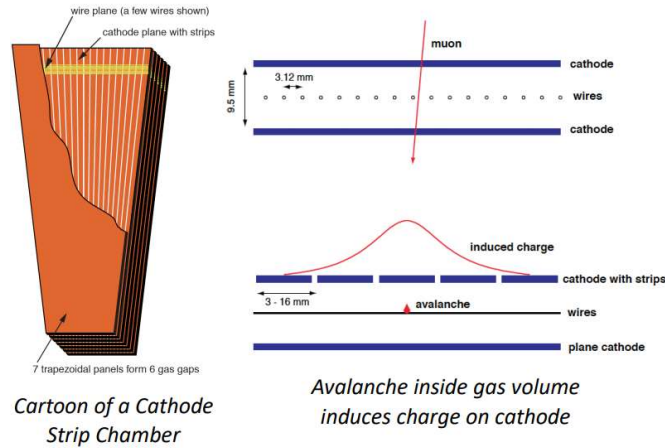 wire plane (a few wires shown)
cathode plane with strips
7 trapezoidal panels form 6 gas gaps
Cartoon of a Cathode
Strip Chamber
muon
cathode
3.12 mm
wires
9.5 mm
cathode
induced charge
cathode with strips
3 - 16 mm
avalanche
wires
plane cathode
Avalanche inside gas volume
induces charge on cathode